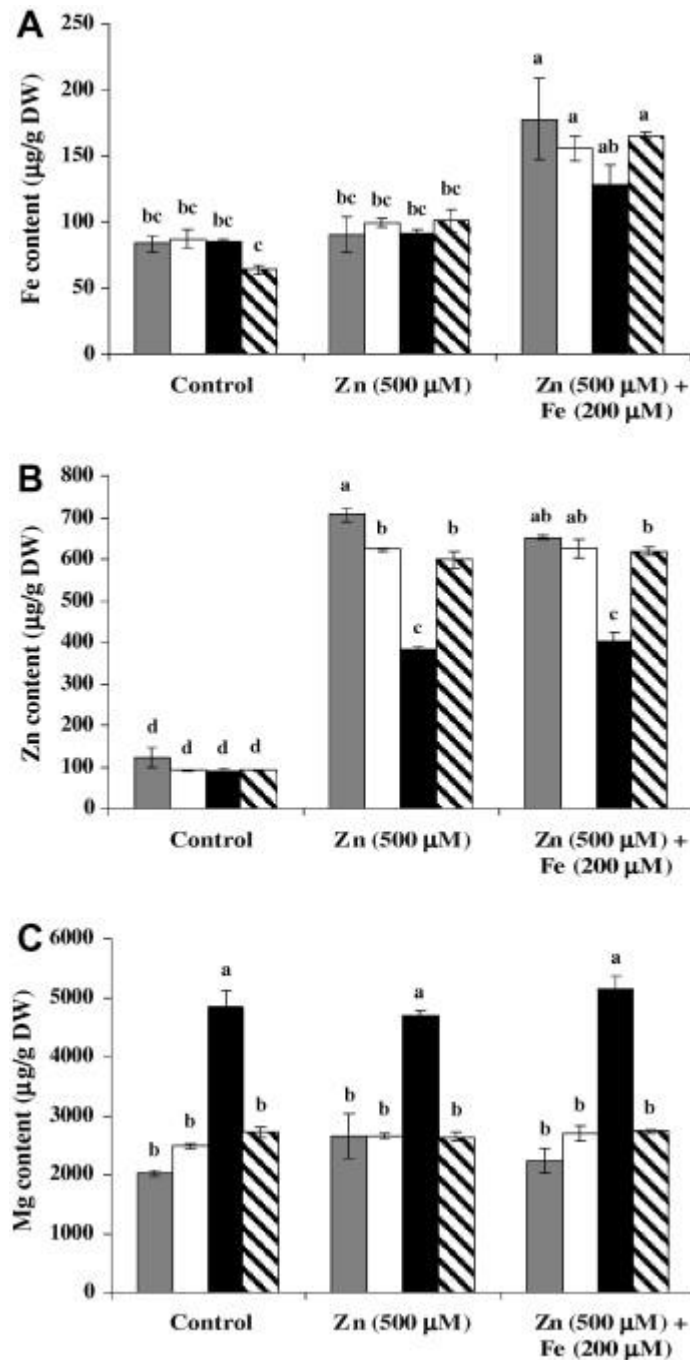 A
Fe content (µg/g DW)
250
200
150
100
50
0
bc bc bc c
bc bc bc bc
a a ab a
Control Zn (500 µM) Zn (500 µM) +
Fe (200 µM)
B
Zn content (µg/g DW)
800
700
600
500
400
300
200
100
0
d d d d
a b c b
ab ab c b
Control Zn (500 µM) Zn (500 µM) +
Fe (200 µM)
C
Mg content (µg/g DW)
6000
5000
4000
3000
2000
1000
0
b b a b
b b a b
b b a b
Control Zn (500 µM) Zn (500 µM) +
Fe (200 µM)